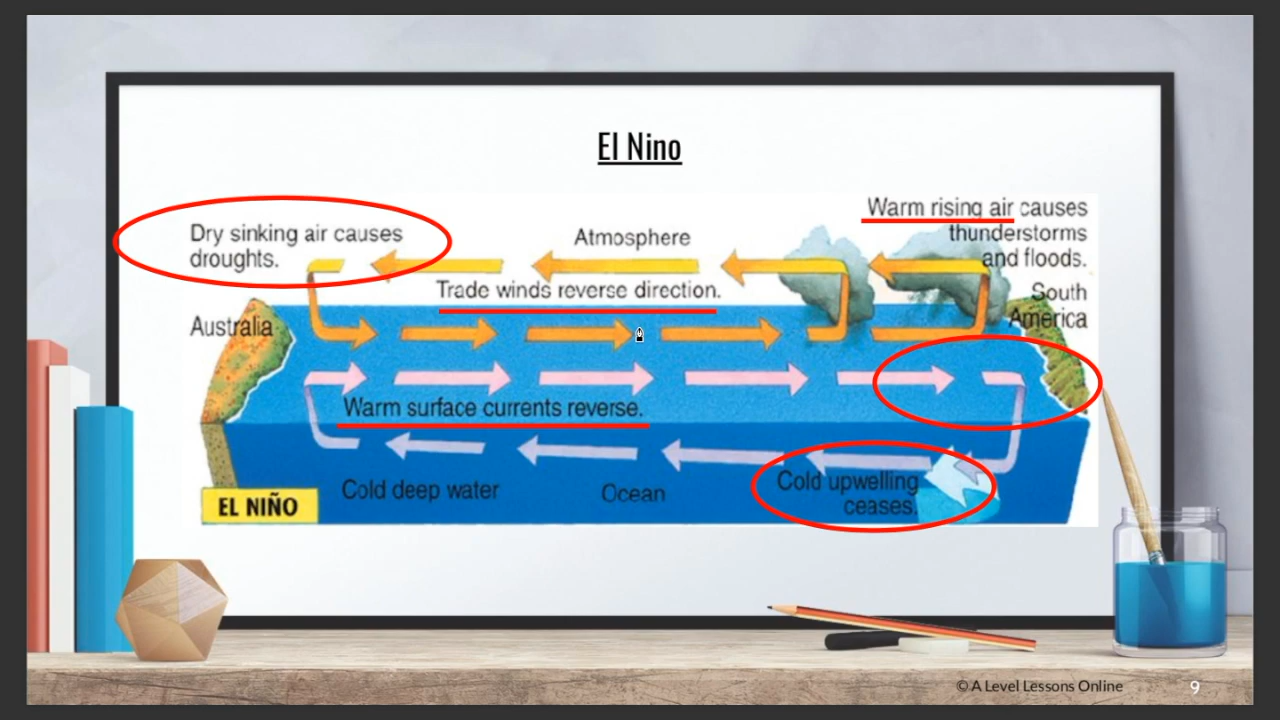 El Nino
Warm rising air causes
thunderstorms
and floods.
Dry sinking air causes
droughts.
Atmosphere
Trade winds reverse direction.
South
America
Australia
Warm surface currents reverse.
Cold upwelling
ceases.
Cold deep water
Ocean
EL NIÑO
© A Level Lessons Online
9